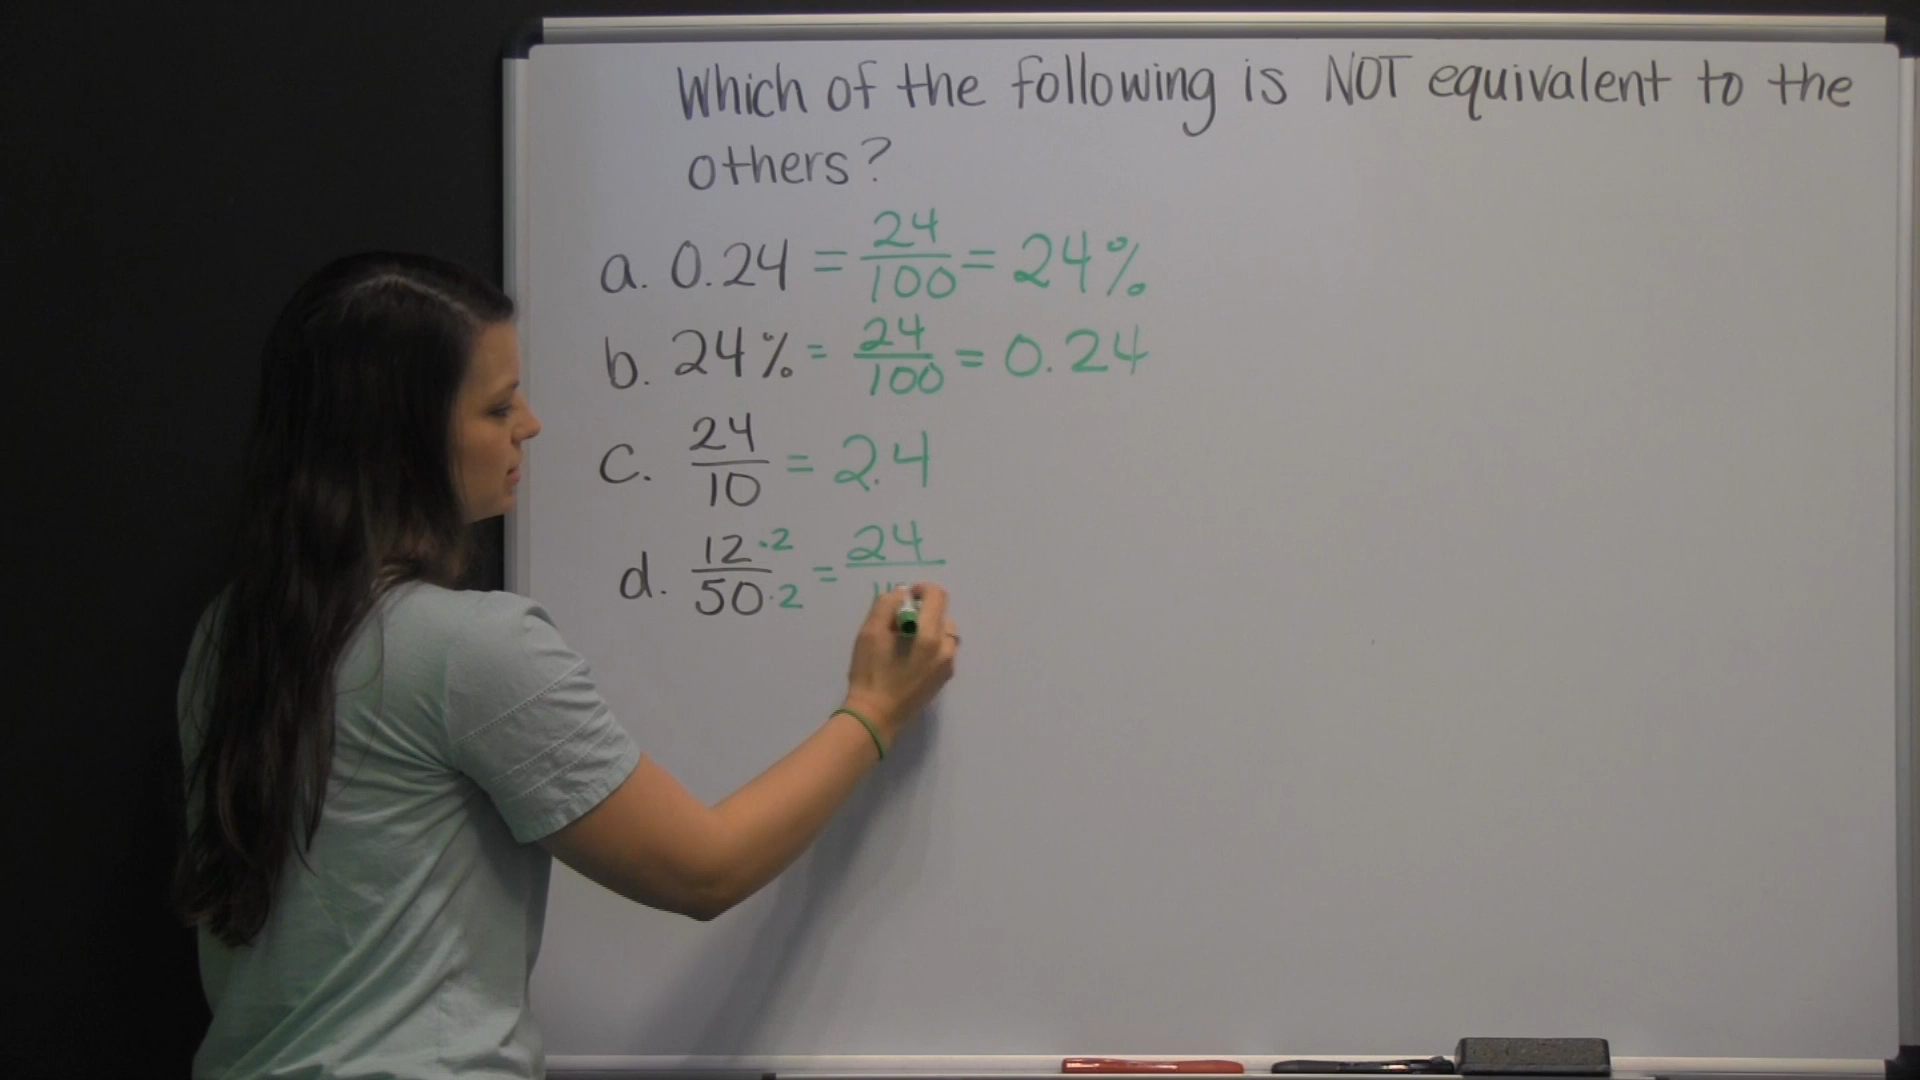 Which of the following is NOT equivalent to the
others?
a. 0.24 = 24/100 = 24%
b. 24% = 24/100 = 0.24
c. 24/10 = 2.4
d. 12·2/50·2 = 24/